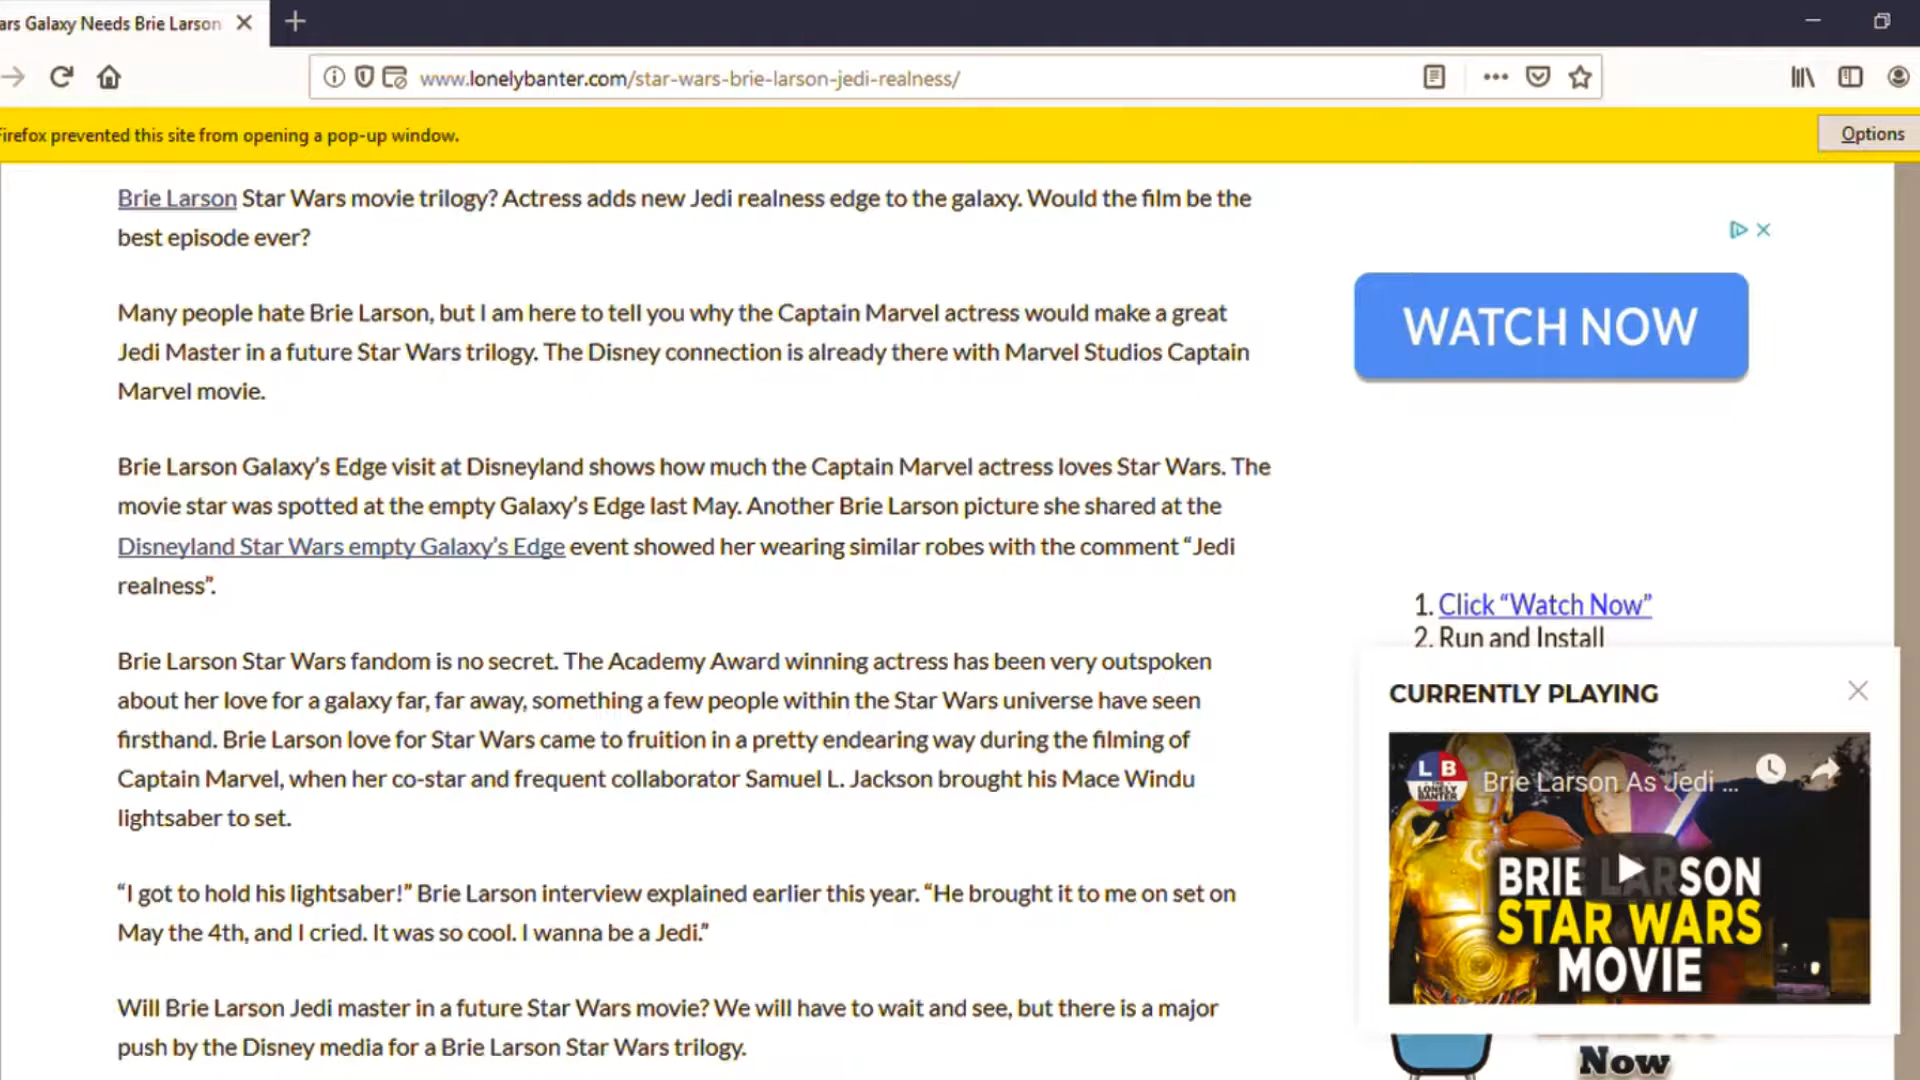 ars Galaxy Needs Brie Larson
www.lonelybanter.com/star-wars-brie-larson-jedi-realness/
irefox prevented this site from opening a pop-up window.
Options
Brie Larson Star Wars movie trilogy? Actress adds new Jedi realness edge to the galaxy. Would the film be the
best episode ever?
Many people hate Brie Larson, but I am here to tell you why the Captain Marvel actress would make a great
Jedi Master in a future Star Wars trilogy. The Disney connection is already there with Marvel Studios Captain
Marvel movie.
Brie Larson Galaxy’s Edge visit at Disneyland shows how much the Captain Marvel actress loves Star Wars. The
movie star was spotted at the empty Galaxy’s Edge last May. Another Brie Larson picture she shared at the
Disneyland Star Wars empty Galaxy’s Edge event showed her wearing similar robes with the comment “Jedi
realness”.
Brie Larson Star Wars fandom is no secret. The Academy Award winning actress has been very outspoken
about her love for a galaxy far, far away, something a few people within the Star Wars universe have seen
firsthand. Brie Larson love for Star Wars came to fruition in a pretty endearing way during the filming of
Captain Marvel, when her co-star and frequent collaborator Samuel L. Jackson brought his Mace Windu
lightsaber to set.
“I got to hold his lightsaber!” Brie Larson interview explained earlier this year. “He brought it to me on set on
May the 4th, and I cried. It was so cool. I wanna be a Jedi.”
Will Brie Larson Jedi master in a future Star Wars movie? We will have to wait and see, but there is a major
push by the Disney media for a Brie Larson Star Wars trilogy.
WATCH NOW
1. Click “Watch Now”
2. Run and Install
CURRENTLY PLAYING
L B
LONELY
BANTER
Brie Larson As Jedi ...
BRIE LARSON
STAR WARS
MOVIE
Now